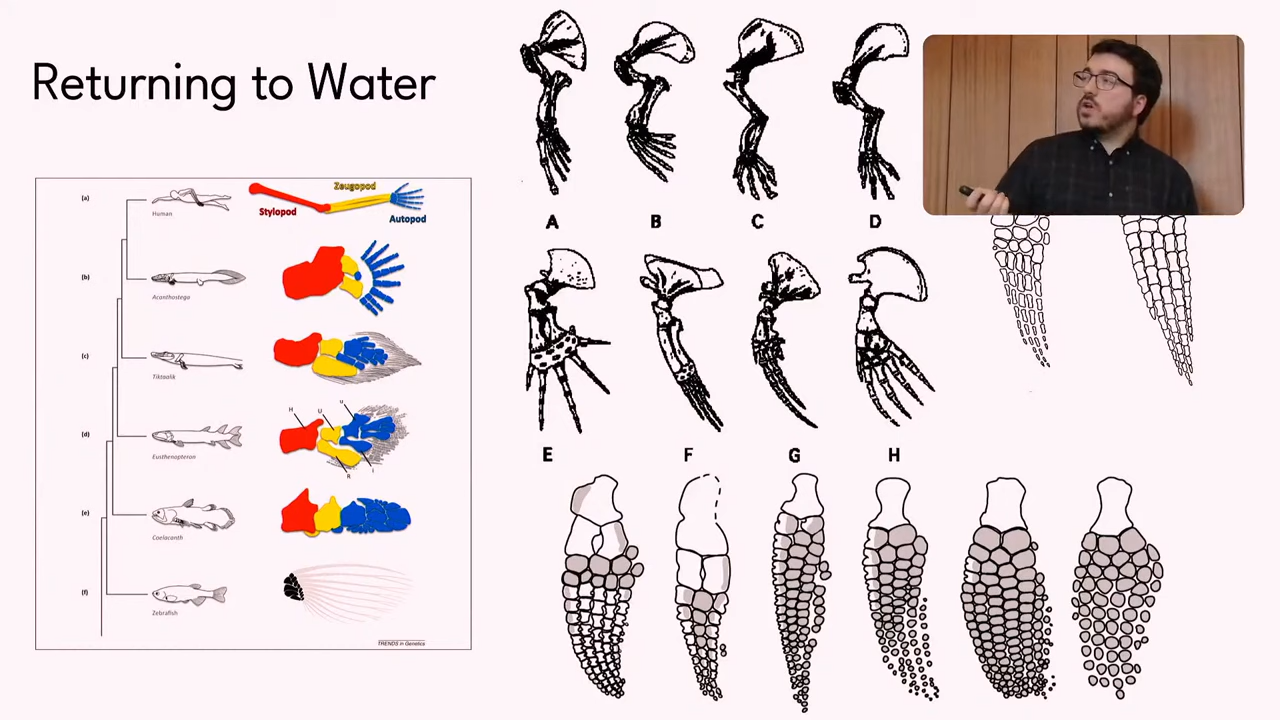 Returning to Water
(a)
Human
Stylopod
Zeugopod
Autopod
(b)
Acanthostega
(c)
Tiktaalik
(d)
Eusthenopteron
H
U
u
R
I
(e)
Coelacanth
(f)
Zebrafish
TRENDS in Genetics
A B C D
E F G H